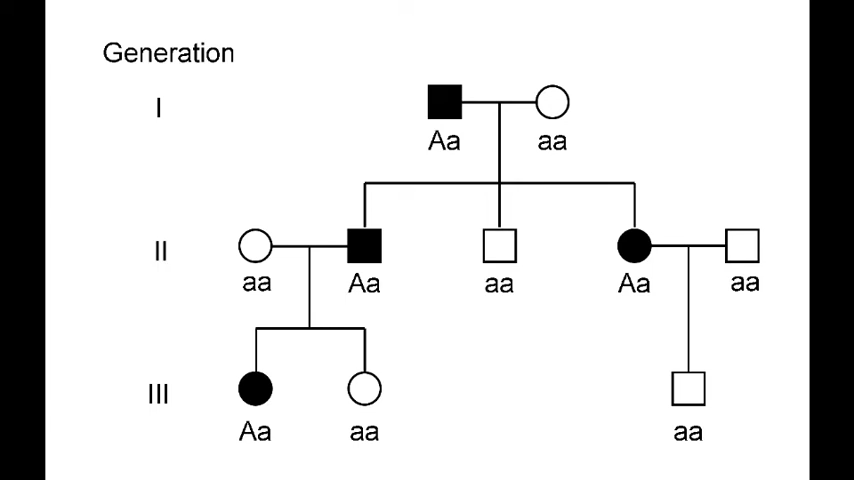 Generation
I
Aa aa
II
aa Aa aa Aa aa
III
Aa aa aa